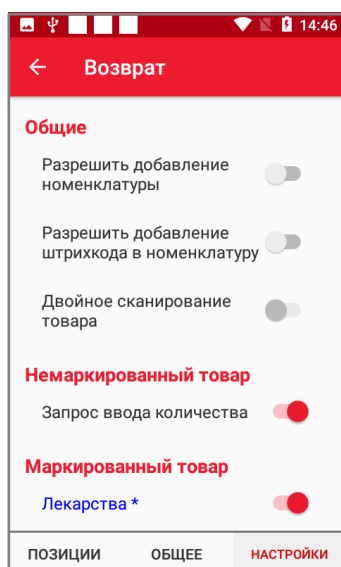 14:46
Возврат
Общие
Разрешить добавление
номенклатуры
Разрешить добавление
штрихкода в номенклатуру
Двойное сканирование
товара
Немаркированный товар
Запрос ввода количества
Маркированный товар
Лекарства *
ПОЗИЦИИ ОБЩЕЕ НАСТРОЙКИ